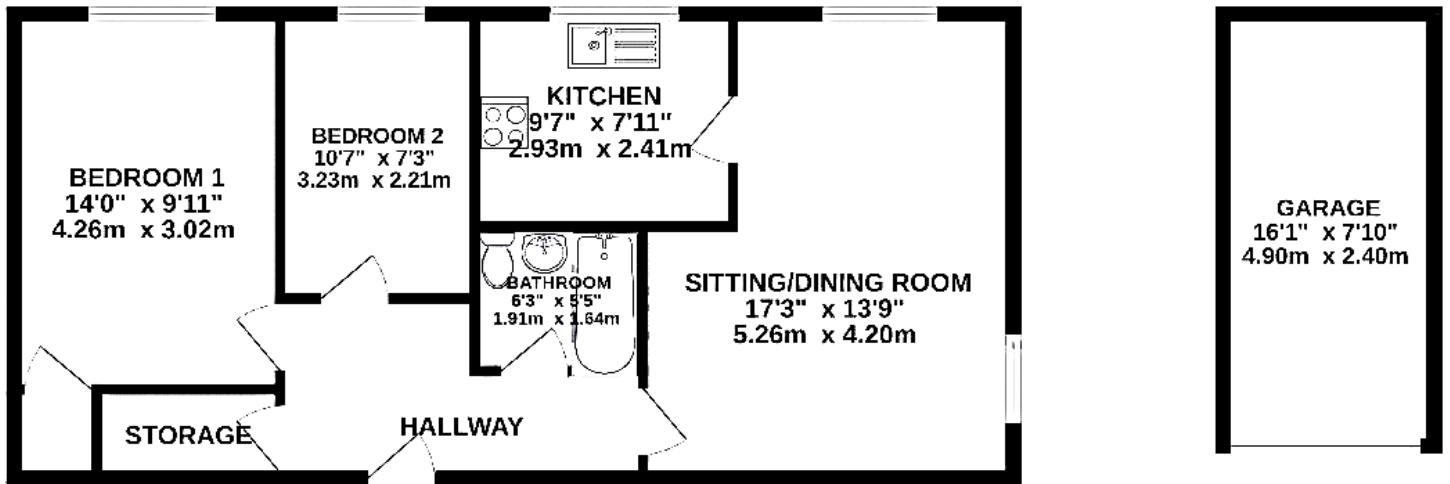 BEDROOM 1
14'0" x 9'11"
4.26m x 3.02m
BEDROOM 2
10'7" x 7'3"
3.23m x 2.21m
KITCHEN
9'7" x 7'11"
2.93m x 2.41m
BATHROOM
6'3" x 5'5"
1.91m x 1.64m
SITTING/DINING ROOM
17'3" x 13'9"
5.26m x 4.20m
STORAGE
HALLWAY
GARAGE
16'1" x 7'10"
4.90m x 2.40m